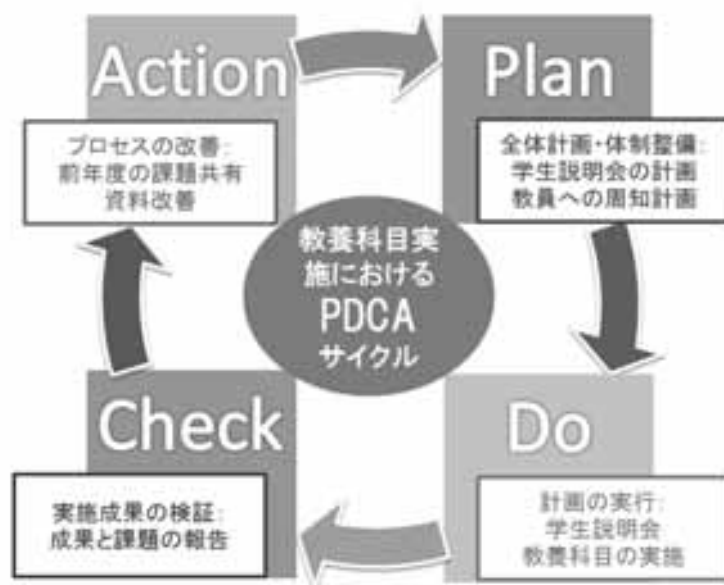 Action
プロセスの改善:
前年度の課題共有
資料改善
Plan
全体計画・体制整備:
学生説明会の計画
教員への周知計画
教養科目実
施における
PDCA
サイクル
Check
実施成果の検証:
成果と課題の報告
Do
計画の実行:
学生説明会
教養科目の実施